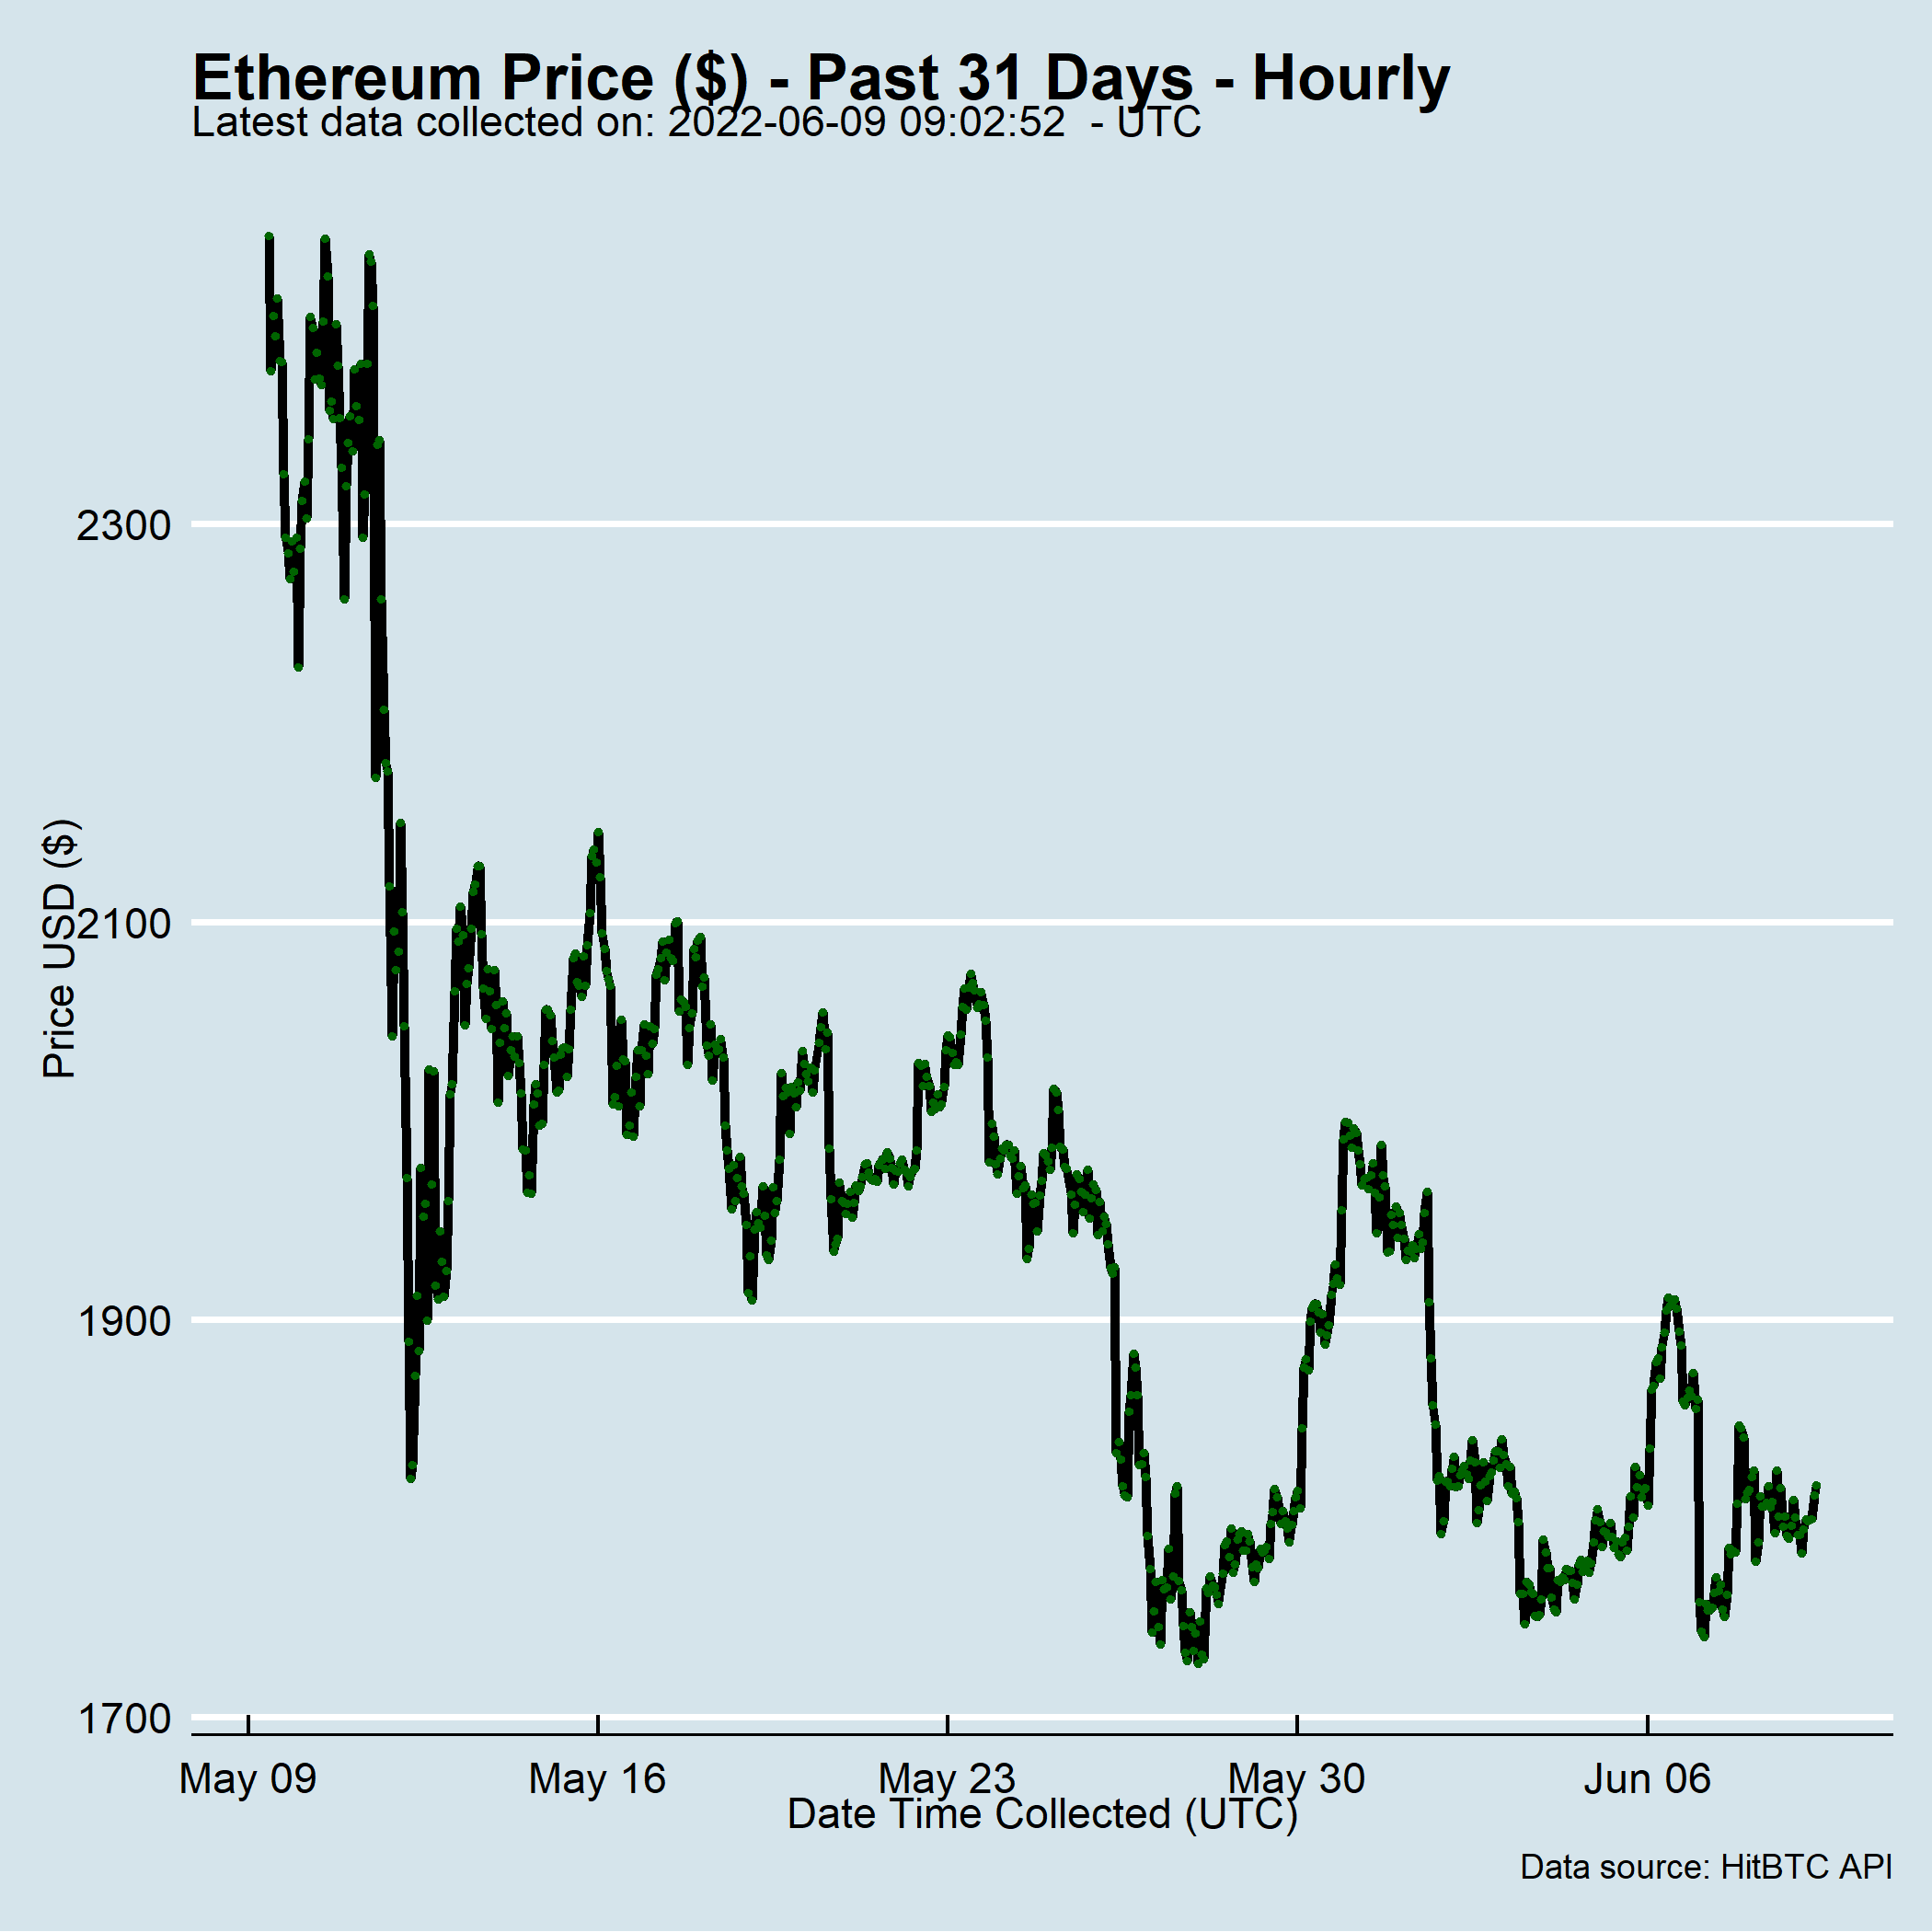 Ethereum Price ($) - Past 31 Days - Hourly
Latest data collected on: 2022-06-09 09:02:52  - UTC
Price USD ($)
2300
2100
1900
1700
May 09 May 16 May 23 May 30 Jun 06
Date Time Collected (UTC)
Data source: HitBTC API